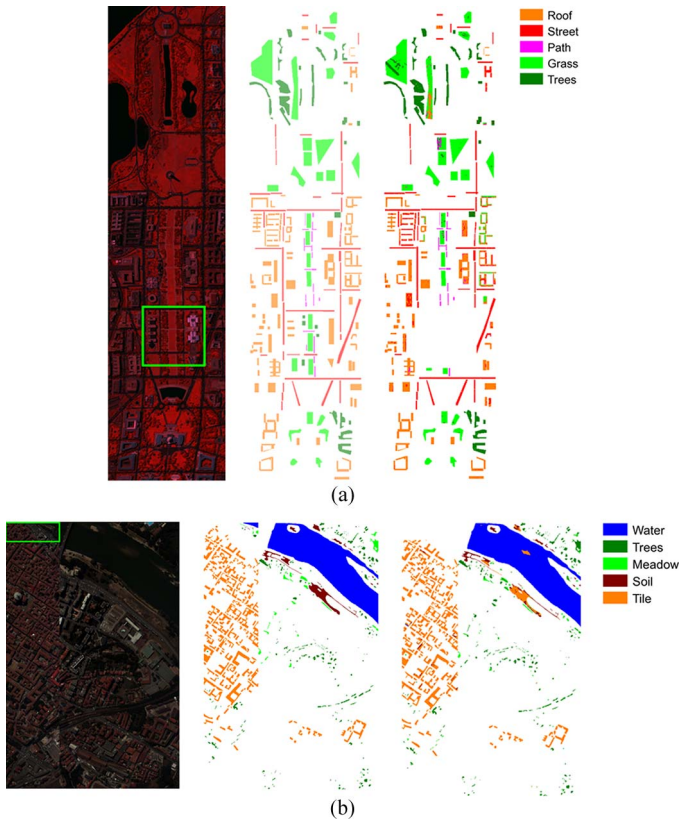 Roof
Street
Path
Grass
Trees
(a)
Water
Trees
Meadow
Soil
Tile
(b)